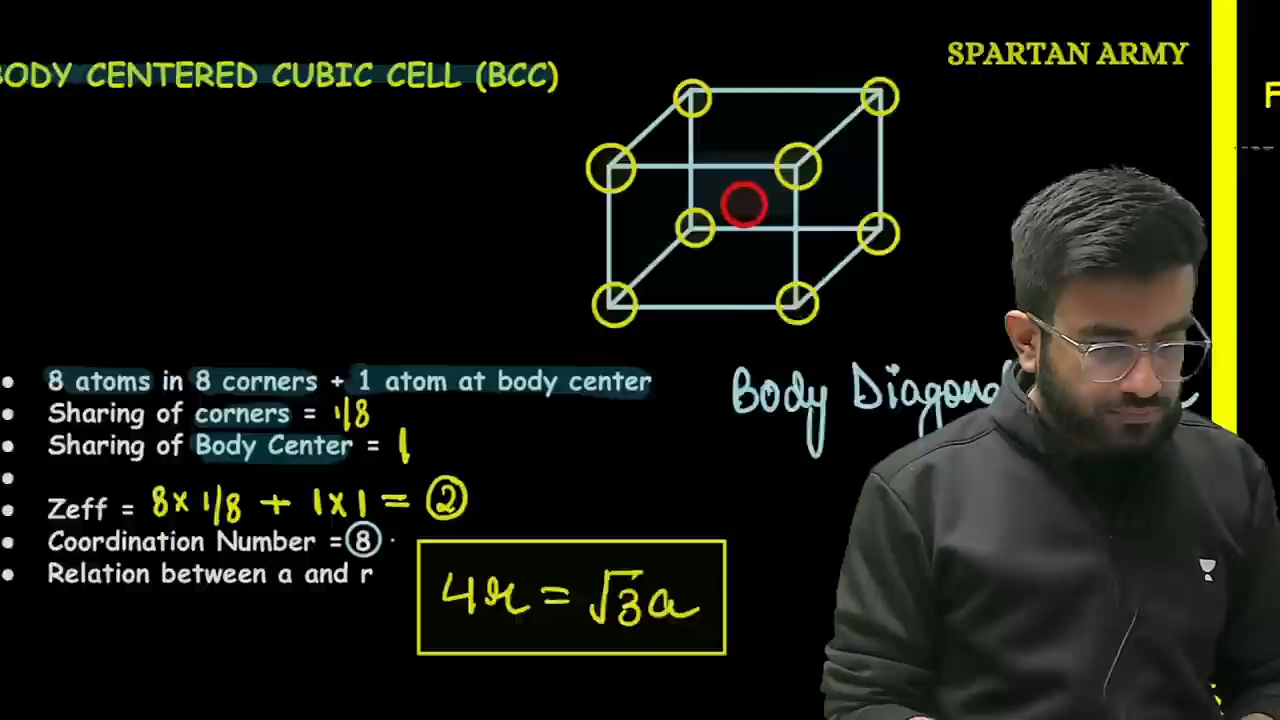 SPARTAN ARMY
BODY CENTERED CUBIC CELL (BCC)
8 atoms in 8 corners + 1 atom at body center
Sharing of corners = 1/8
Sharing of Body Center = 1
Zeff = 8 x 1/8 + 1 x 1 = 2
Coordination Number = 8
Relation between a and r
4r = √3a
Body